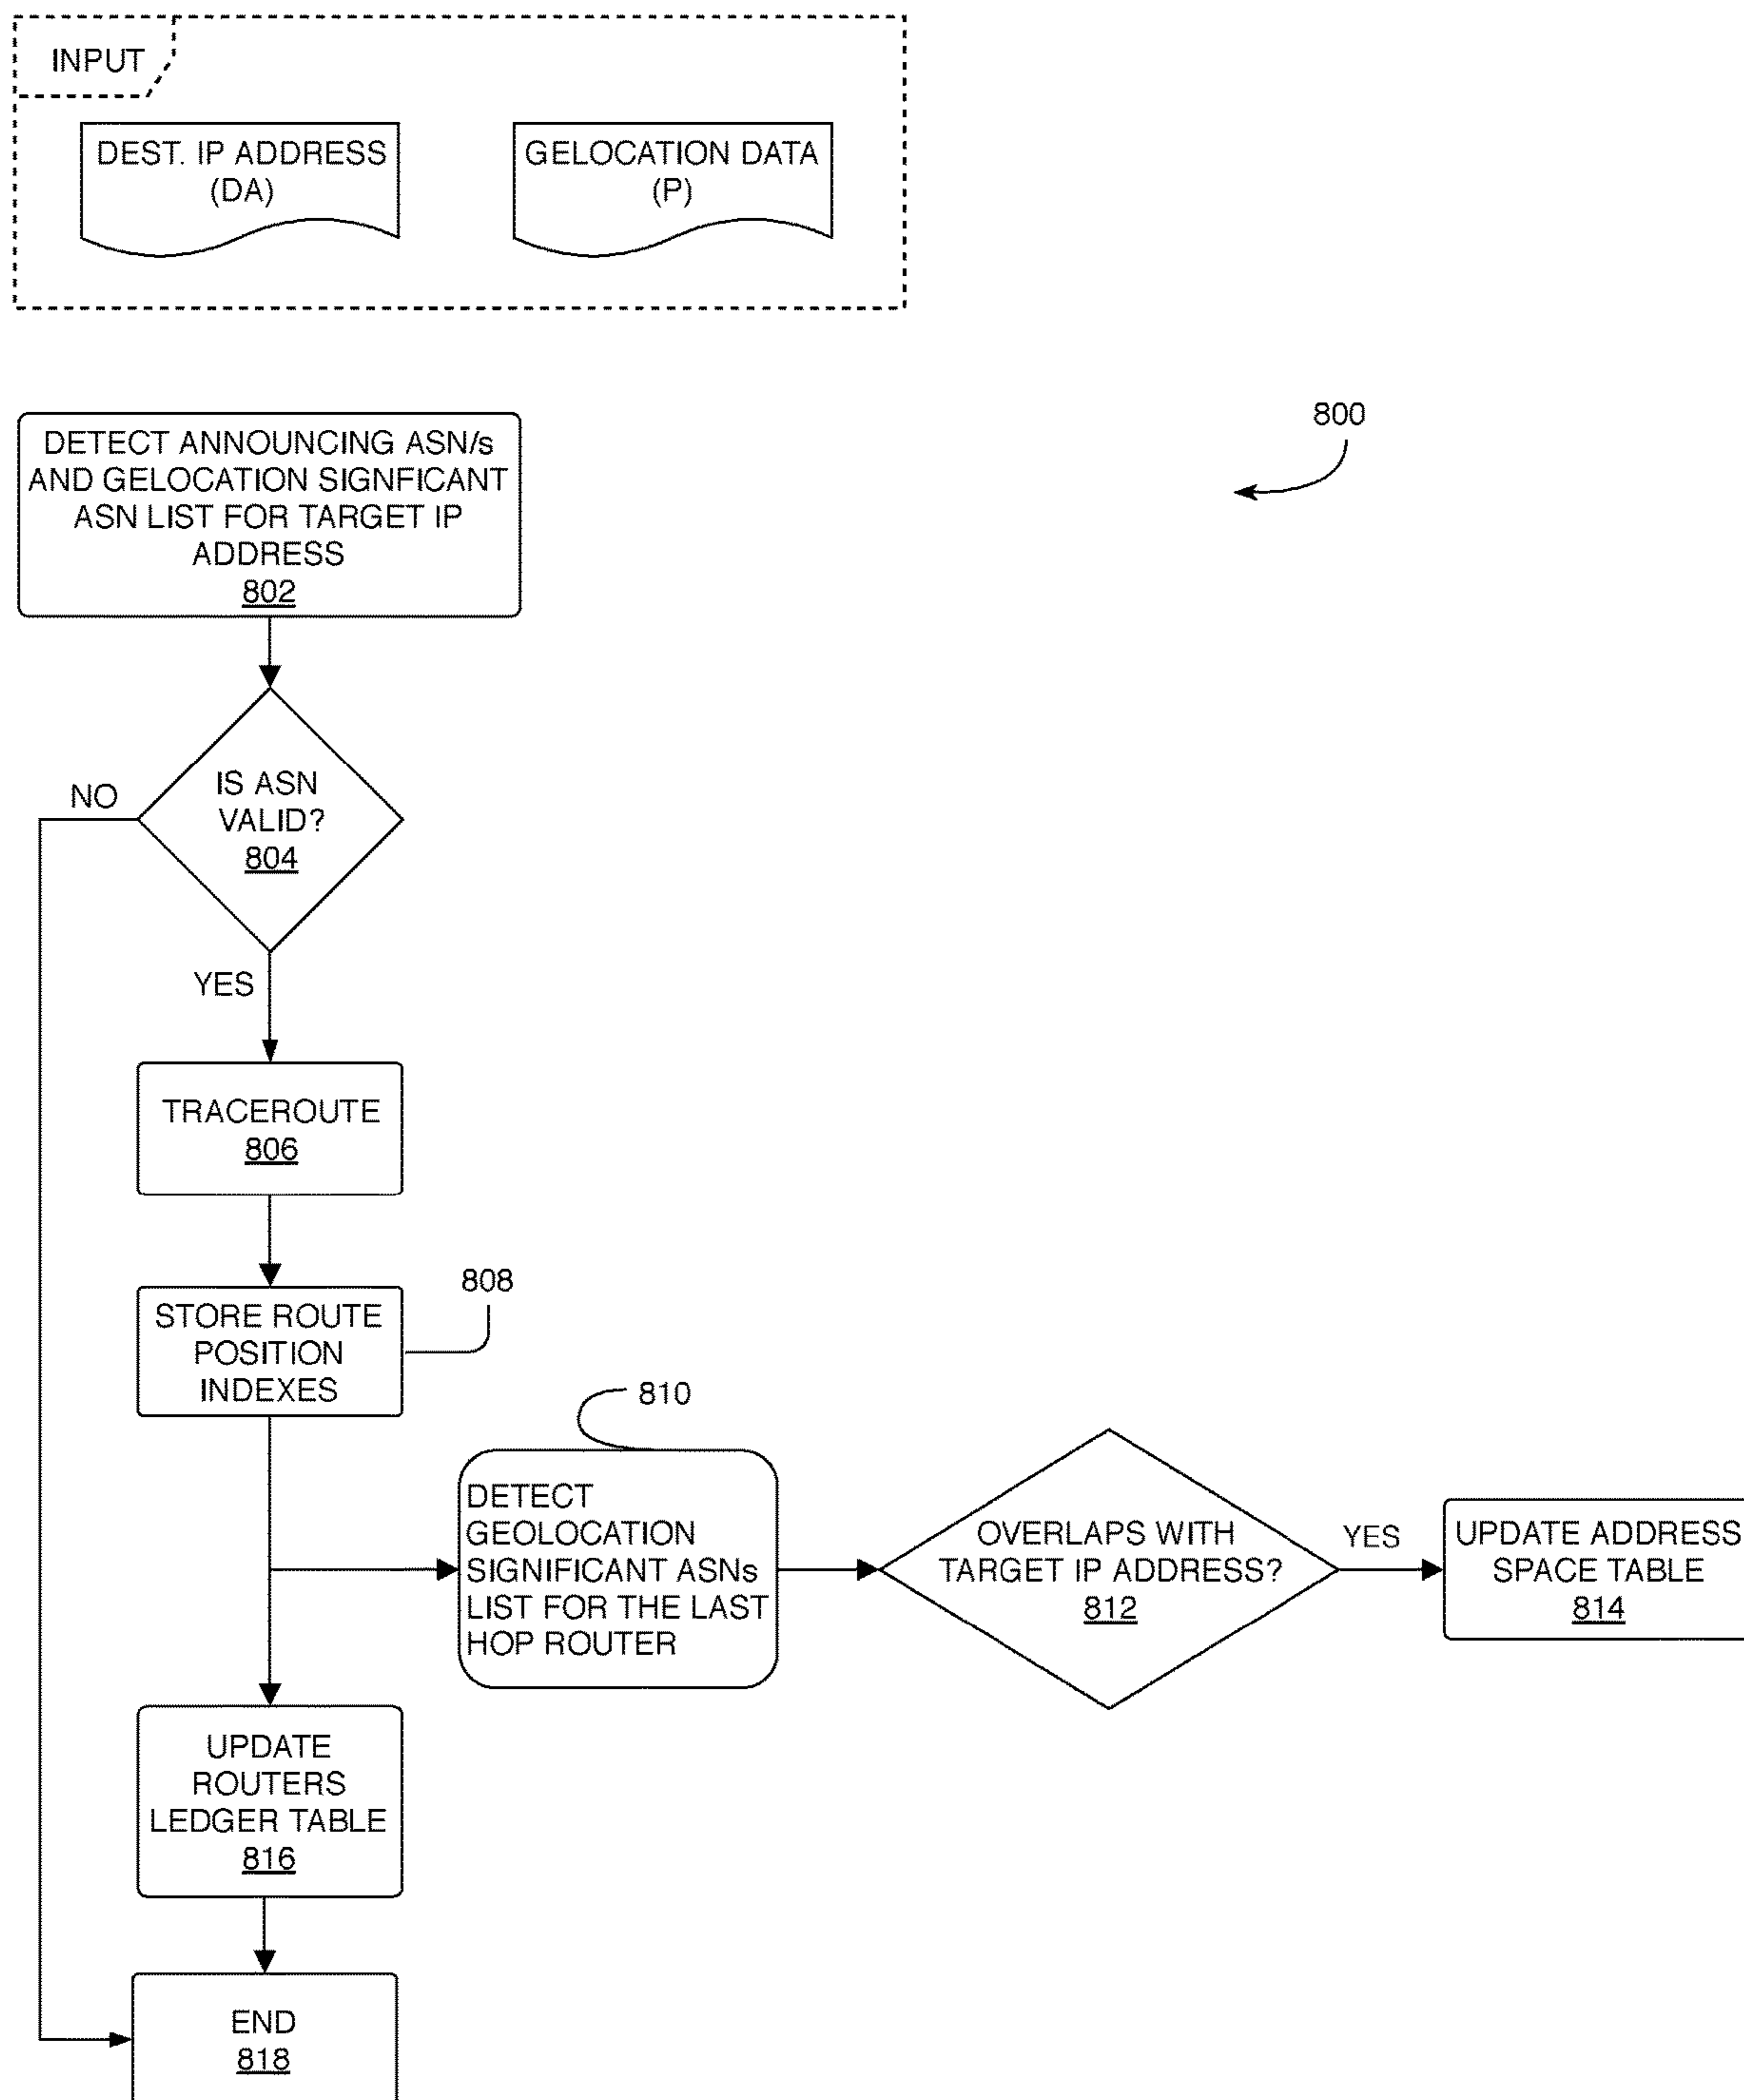 INPUT
DEST. IP ADDRESS
(DA)
GELOCATION DATA
(P)
800
DETECT ANNOUNCING ASN/s
AND GELOCATION SIGNFICANT
ASN LIST FOR TARGET IP
ADDRESS
802
IS ASN
VALID?
804
NO
YES
TRACEROUTE
806
STORE ROUTE
POSITION
INDEXES
808
810
DETECT
GEOLOCATION
SIGNIFICANT ASNs
LIST FOR THE LAST
HOP ROUTER
OVERLAPS WITH
TARGET IP ADDRESS?
812
YES
UPDATE ADDRESS
SPACE TABLE
814
UPDATE
ROUTERS
LEDGER TABLE
816
END
818